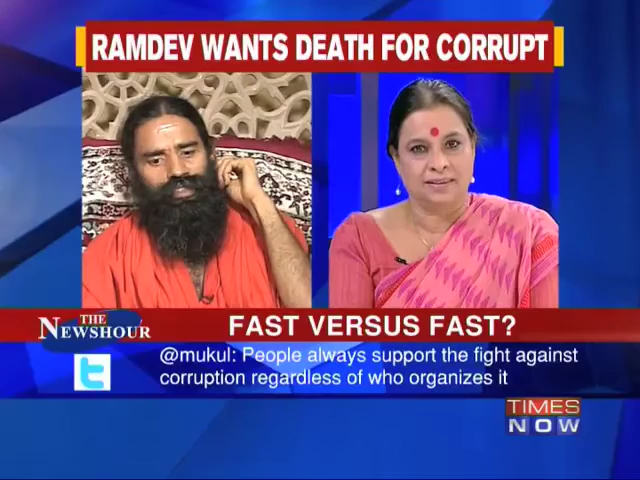 RAMDEV WANTS DEATH FOR CORRUPT
THE
NEWSHOUR
FAST VERSUS FAST?
@mukul: People always support the fight against
corruption regardless of who organizes it
TIMES
NOW